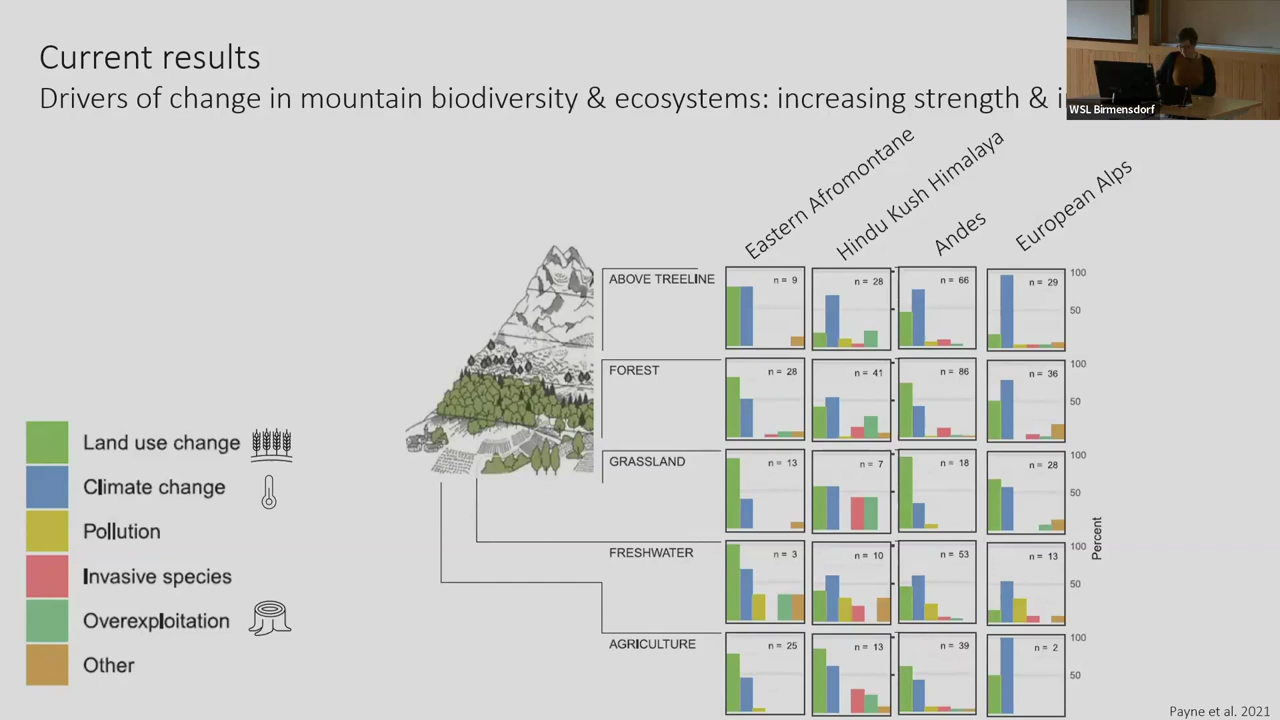 Current results
Drivers of change in mountain biodiversity & ecosystems: increasing strength &
WSL Birmensdorf
Eastern Afromontane
Hindu Kush Himalaya
Andes
European Alps
ABOVE TREELINE
n = 9
n = 28
n = 66
n = 29
100
50
FOREST
n = 28
n = 41
n = 86
n = 36
100
50
GRASSLAND
n = 13
n = 7
n = 18
n = 28
100
50
FRESHWATER
n = 3
n = 10
n = 53
n = 13
100
50
AGRICULTURE
n = 25
n = 13
n = 39
n = 2
100
50
Percent
Land use change
Climate change
Pollution
Invasive species
Overexploitation
Other
Payne et al. 2021